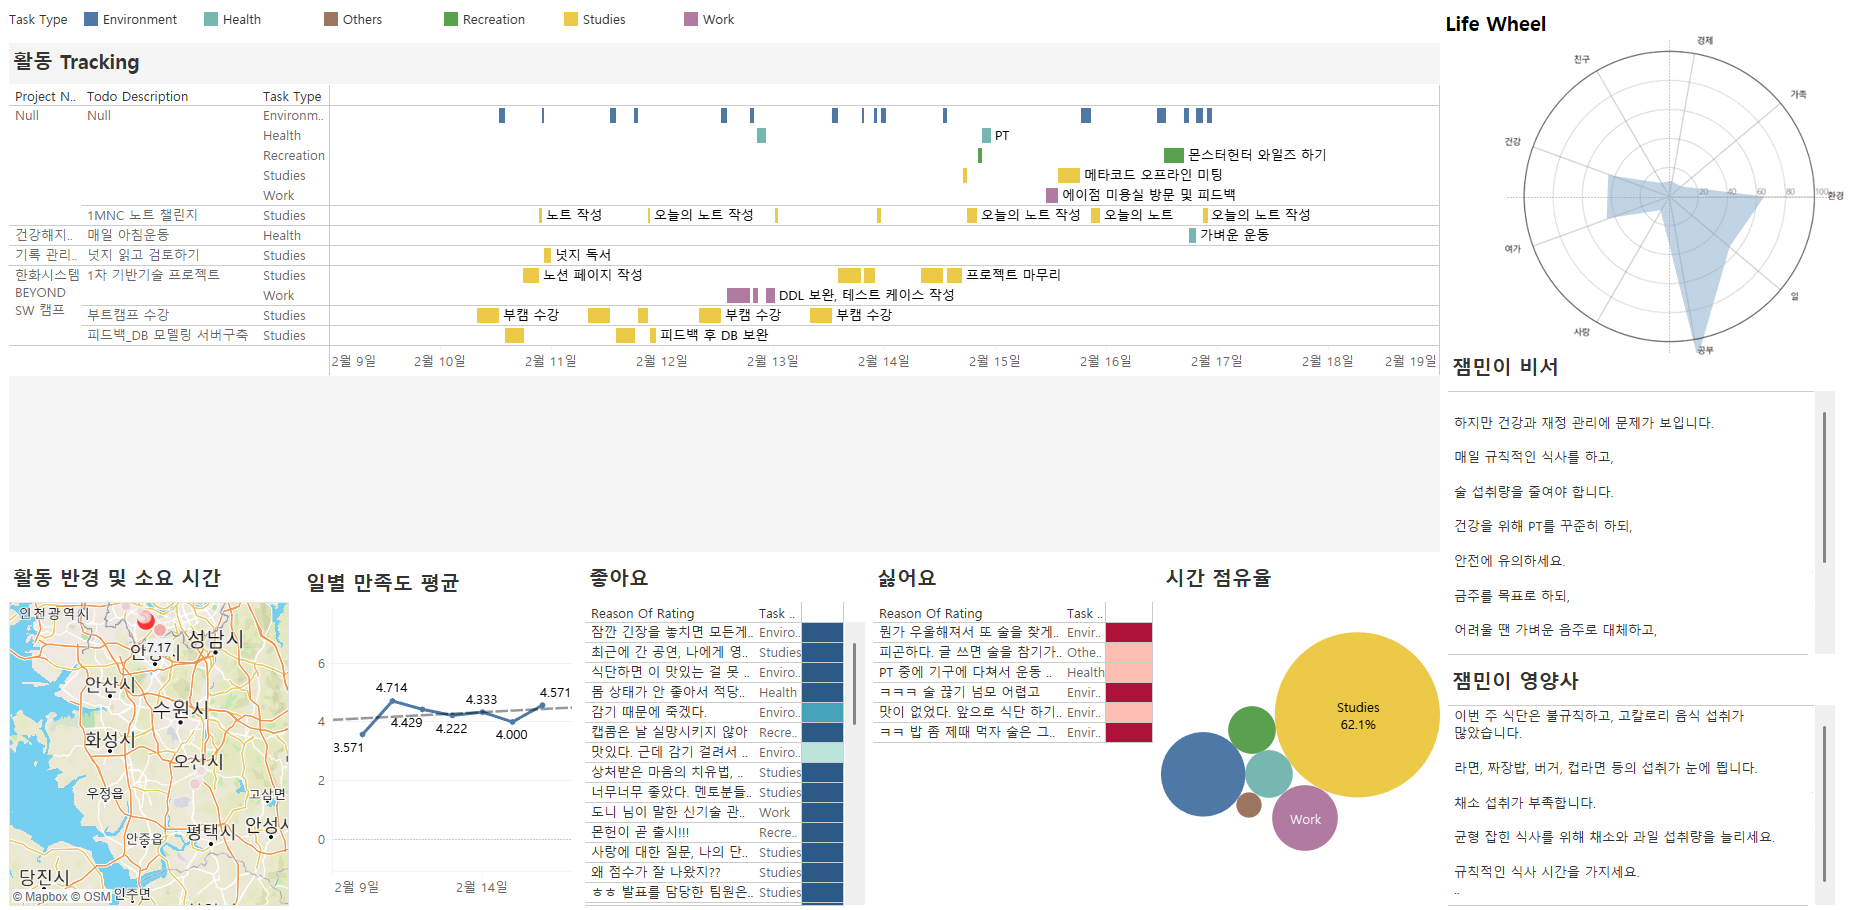 Task Type Environment Health Others Recreation Studies Work
활동 Tracking
Project N.. Todo Description Task Type
Null Null Environm..
Health PT
Recreation 몬스터헌터 와일즈 하기
Studies 메타코드 오프라인 미팅
Work 에이점 미용실 방문 및 피드백
1MNC 노트 챌린지 Studies 노트 작성 오늘의 노트 작성 오늘의 노트 작성 오늘의 노트 오늘의 노트 작성
건강해지.. 매일 아침운동 Health 가벼운 운동
기록 관리.. 넛지 읽고 검토하기 Studies 넛지 독서
한화시스템 1차 기반기술 프로젝트 Studies 노션 페이지 작성 프로젝트 마무리
BEYOND Work DDL 보완, 테스트 케이스 작성
SW 캠프 부트캠프 수강 Studies 부캠 수강 부캠 수강 부캠 수강
피드백_DB 모델링 서버구축 Studies 피드백 후 DB 보완
2월 9일 2월 10일 2월 11일 2월 12일 2월 13일 2월 14일 2월 15일 2월 16일 2월 17일 2월 18일 2월 19일
Life Wheel
경제
친구
가족
건강
20 40 60 80 100
환경
여가
일
사랑
공부
잼민이 비서
하지만 건강과 재정 관리에 문제가 보입니다.
매일 규칙적인 식사를 하고,
술 섭취량을 줄여야 합니다.
건강을 위해 PT를 꾸준히 하되,
안전에 유의하세요.
금주를 목표로 하되,
어려울 땐 가벼운 음주로 대체하고,
활동 반경 및 소요 시간
인천광역시
성남시
7.17
안산시
수원시
화성시
오산시
우정읍
고삼면
안중읍
평택시
안성시
당진시
인주면
© Mapbox © OSM
일별 만족도 평균
6
4
2
0
3.571
4.714
4.429
4.222
4.333
4.000
4.571
2월 9일 2월 14일
좋아요
Reason Of Rating Task ..
잠깐 긴장을 놓치면 모든게.. Enviro..
최근에 간 공연, 나에게 영.. Studies
식단하면 이 맛있는 걸 못 .. Enviro..
몸 상태가 안 좋아서 적당.. Health
감기 때문에 죽겠다. Enviro..
캡콤은 날 실망시키지 않아 Recre..
맛있다. 근데 감기 걸려서 .. Enviro..
상처받은 마음의 치유법, .. Studies
너무너무 좋았다. 멘토분들.. Studies
도니 님이 말한 신기술 관.. Work
몬헌이 곧 출시!!! Recre..
사랑에 대한 질문, 나의 단.. Studies
왜 점수가 잘 나왔지?? Studies
ㅎㅎ 발표를 담당한 팀원은.. Studies
싫어요
Reason Of Rating Task ..
뭔가 우울해져서 또 술을 찾게.. Envir..
피곤하다. 글 쓰면 술을 참기가.. Othe..
PT 중에 기구에 다쳐서 운동 .. Health
ㅋㅋㅋ 술 끊기 넘모 어렵고 Envir..
맛이 없었다. 앞으로 식단 하기.. Envir..
ㅋㅋ 밥 좀 제때 먹자 술은 그.. Envir..
시간 점유율
Studies
62.1%
Work
잼민이 영양사
이번 주 식단은 불규칙하고, 고칼로리 음식 섭취가
많았습니다.
라면, 짜장밥, 버거, 컵라면 등의 섭취가 눈에 띕니다.
채소 섭취가 부족합니다.
균형 잡힌 식사를 위해 채소와 과일 섭취량을 늘리세요.
규칙적인 식사 시간을 가지세요.
..